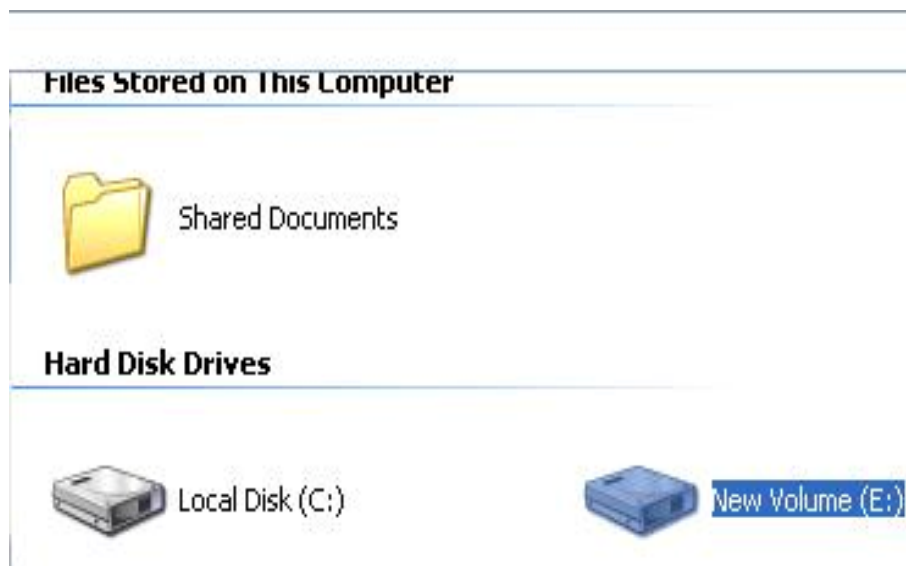 Files Stored on This Computer
Shared Documents
Hard Disk Drives
Local Disk (C:)
New Volume (E:)